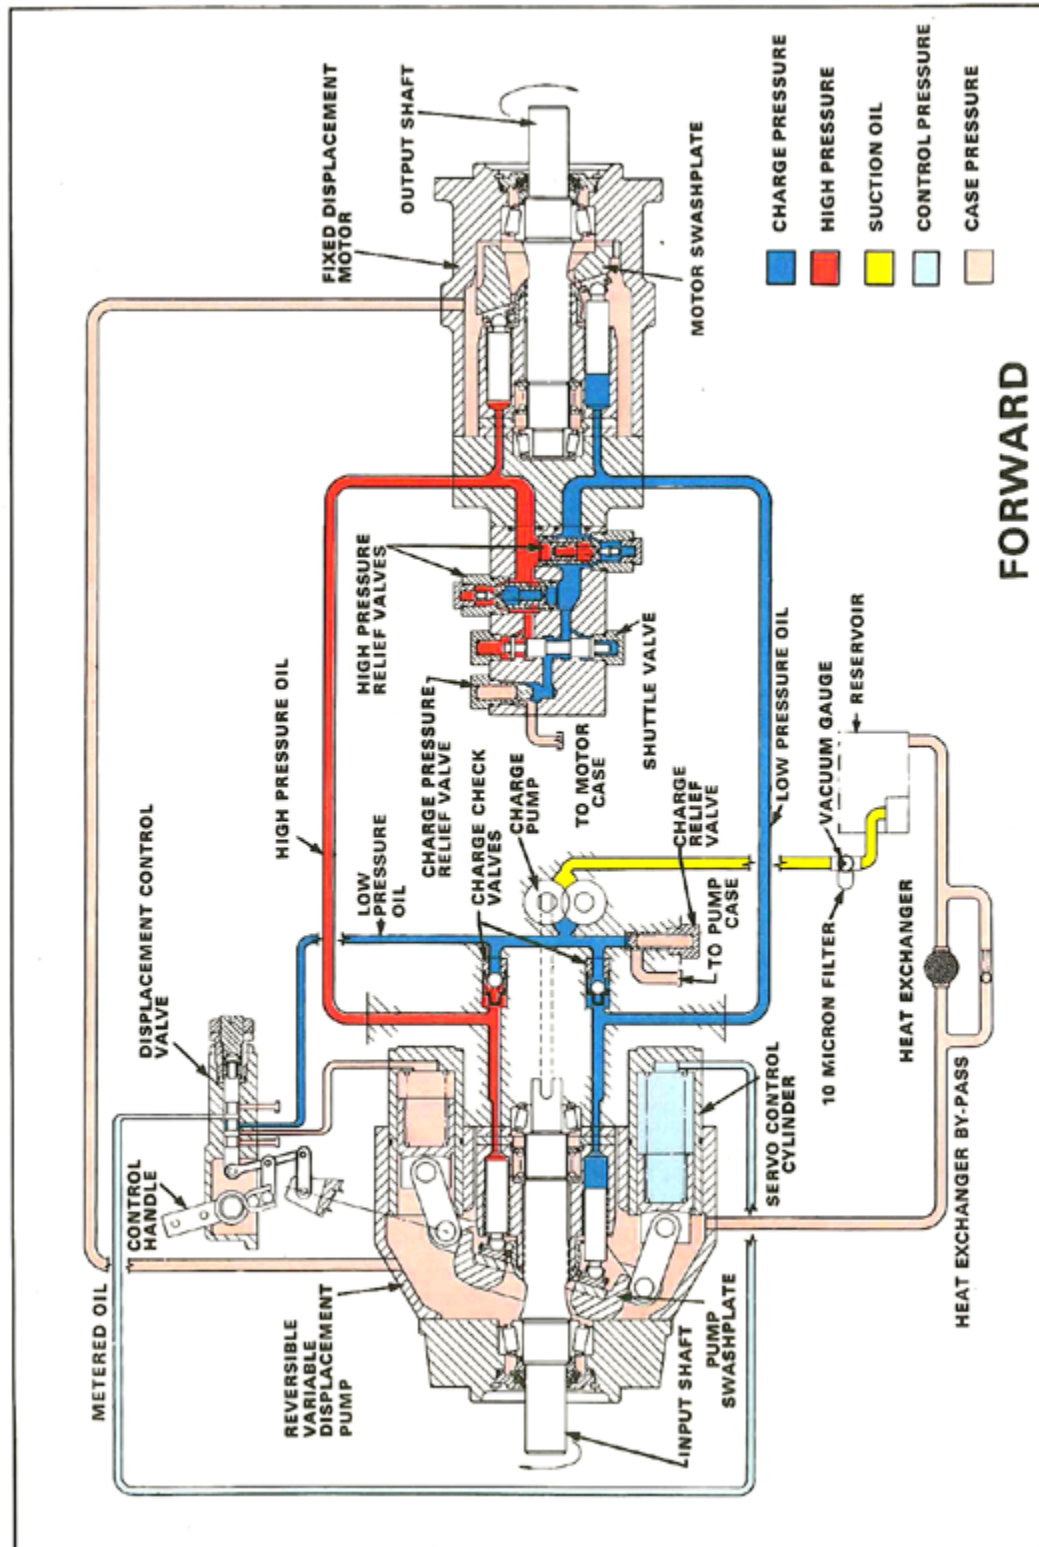 METERED OIL
CONTROL
HANDLE
DISPLACEMENT CONTROL
VALVE
REVERSIBLE
VARIABLE
DISPLACEMENT
PUMP
HIGH PRESSURE OIL
LOW
PRESSURE
OIL
HIGH PRESSURE
RELIEF VALVES
CHARGE PRESSURE
RELIEF VALVE
CHARGE CHECK
VALVES
CHARGE
PUMP
TO MOTOR
CASE
SHUTTLE VALVE
FIXED DISPLACEMENT
MOTOR
OUTPUT SHAFT
MOTOR SWASHPLATE
INPUT SHAFT
PUMP
SWASHPLATE
SERVO CONTROL
CYLINDER
TO PUMP
CASE
CHARGE
RELIEF
VALVE
LOW PRESSURE OIL
VACUUM GAUGE
RESERVOIR
10 MICRON FILTER
HEAT EXCHANGER
HEAT EXCHANGER BY-PASS
CHARGE PRESSURE
HIGH PRESSURE
SUCTION OIL
CONTROL PRESSURE
CASE PRESSURE
FORWARD